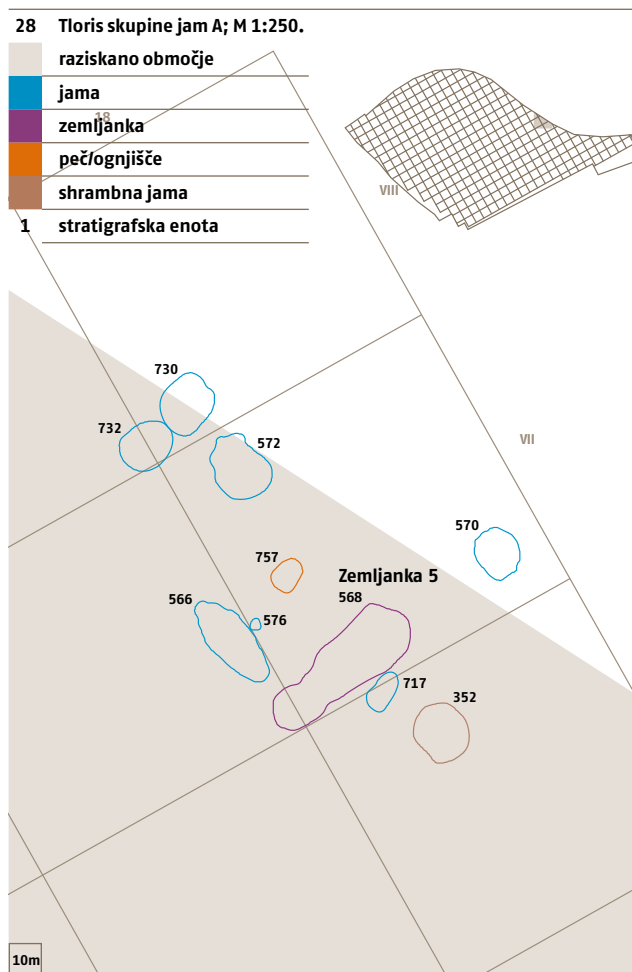 28 Tloris skupine jam A; M 1:250.
raziskano območje
jama
18
zemljanka
peč/ognjišče
shrambna jama
1 stratigrafska enota
VIII
VII
730
732
572
570
757
Zemljanka 5
568
566
576
717
352
10m